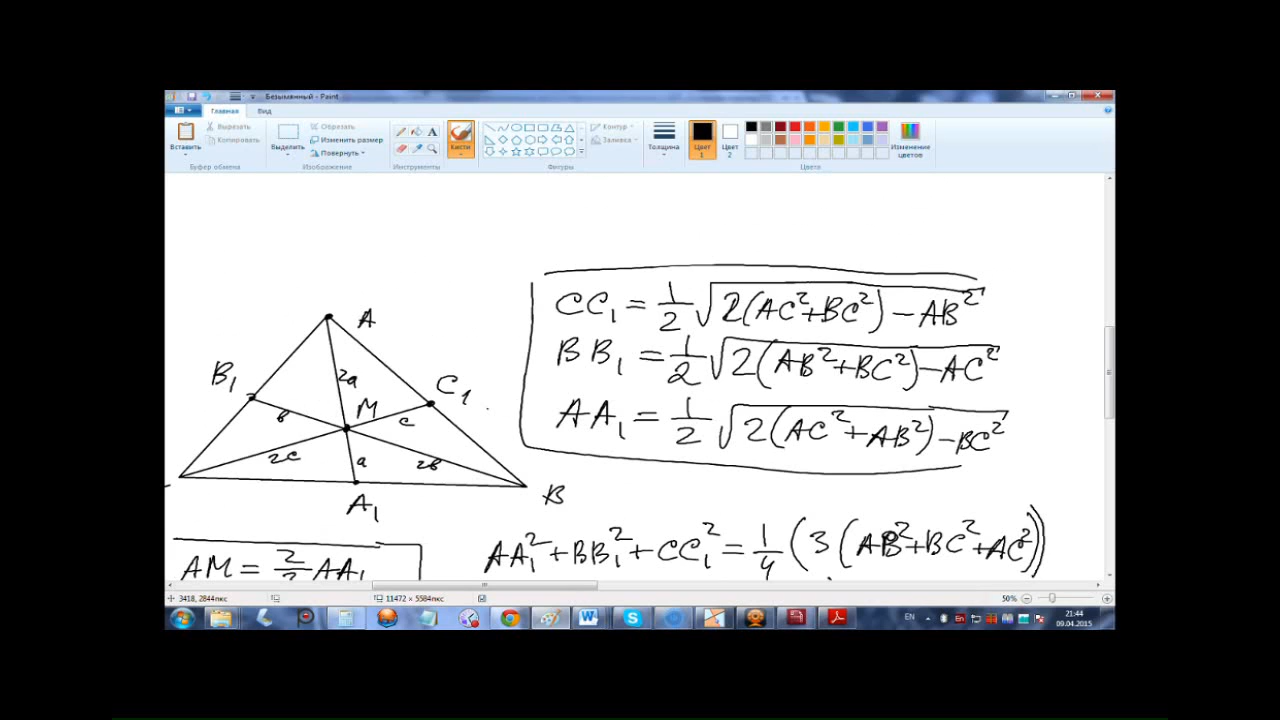 Безымянный - Paint
Главная Вид
Вставить
Вырезать
Копировать
Буфер обмена
Выделить
Обрезать
Изменить размер
Повернуть
Изображение
A
Инструменты
Кисти
Контур
Заливка
Фигуры
Толщина
Цвет 1
Цвет 2
Изменение цветов
Цвета
A
B₁
C₁
M
2a
в
c
2c
a
2в
A₁
B
CC₁ = 1/2 √(2(AC²+BC²) – AB²)
BB₁ = 1/2 √(2(AB²+BC²) – AC²)
AA₁ = 1/2 √(2(AC²+AB²) – BC²)
AA₁²+BB₁²+CC₁² = 1/4 (3(AB²+BC²+AC²))
AM = 2/3 AA₁
3418, 2844пкс
11472 × 5584пкс
50%
EN
21:44
09.04.2015